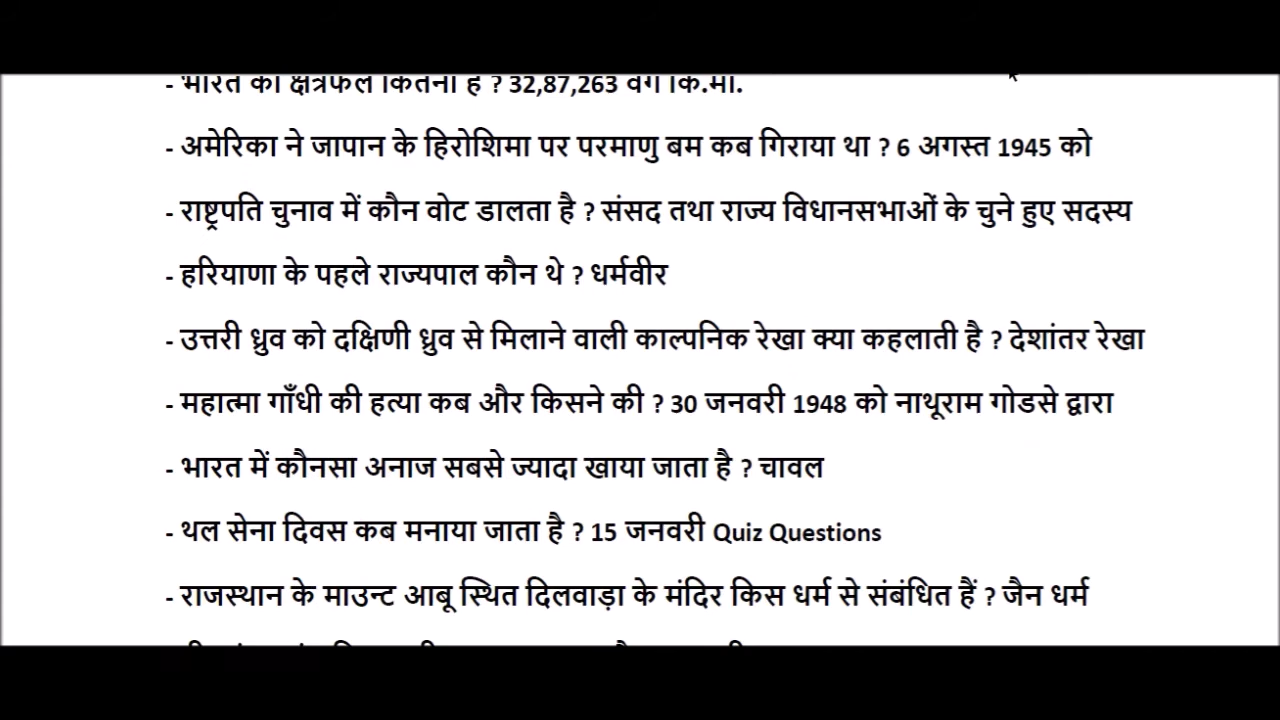 - भारत का क्षेत्रफल कितना है ? 32,87,263 वर्ग कि.मी.
- अमेरिका ने जापान के हिरोशिमा पर परमाणु बम कब गिराया था ? 6 अगस्त 1945 को
- राष्ट्रपति चुनाव में कौन वोट डालता है ? संसद तथा राज्य विधानसभाओं के चुने हुए सदस्य
- हरियाणा के पहले राज्यपाल कौन थे ? धर्मवीर
- उत्तरी ध्रुव को दक्षिणी ध्रुव से मिलाने वाली काल्पनिक रेखा क्या कहलाती है ? देशांतर रेखा
- महात्मा गाँधी की हत्या कब और किसने की ? 30 जनवरी 1948 को नाथूराम गोडसे द्वारा
- भारत में कौनसा अनाज सबसे ज्यादा खाया जाता है ? चावल
- थल सेना दिवस कब मनाया जाता है ? 15 जनवरी Quiz Questions
- राजस्थान के माउन्ट आबू स्थित दिलवाड़ा के मंदिर किस धर्म से संबंधित हैं ? जैन धर्म